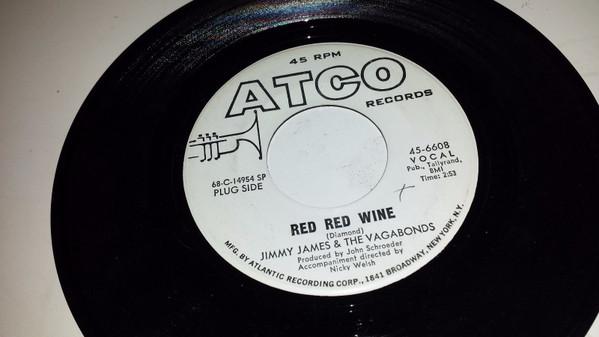 45 RPM
ATCO
RECORDS
68-C-14954 SP
PLUG SIDE
45-6608
VOCAL
Pub., Tallyrand,
BMI
Time: 2:53
RED RED WINE
(Diamond)
JIMMY JAMES & THE VAGABONDS
Produced by John Schroeder
Accompaniment directed by
Nicky Welsh
MFG. BY ATLANTIC RECORDING CORP., 1841 BROADWAY, NEW YORK, N.Y.